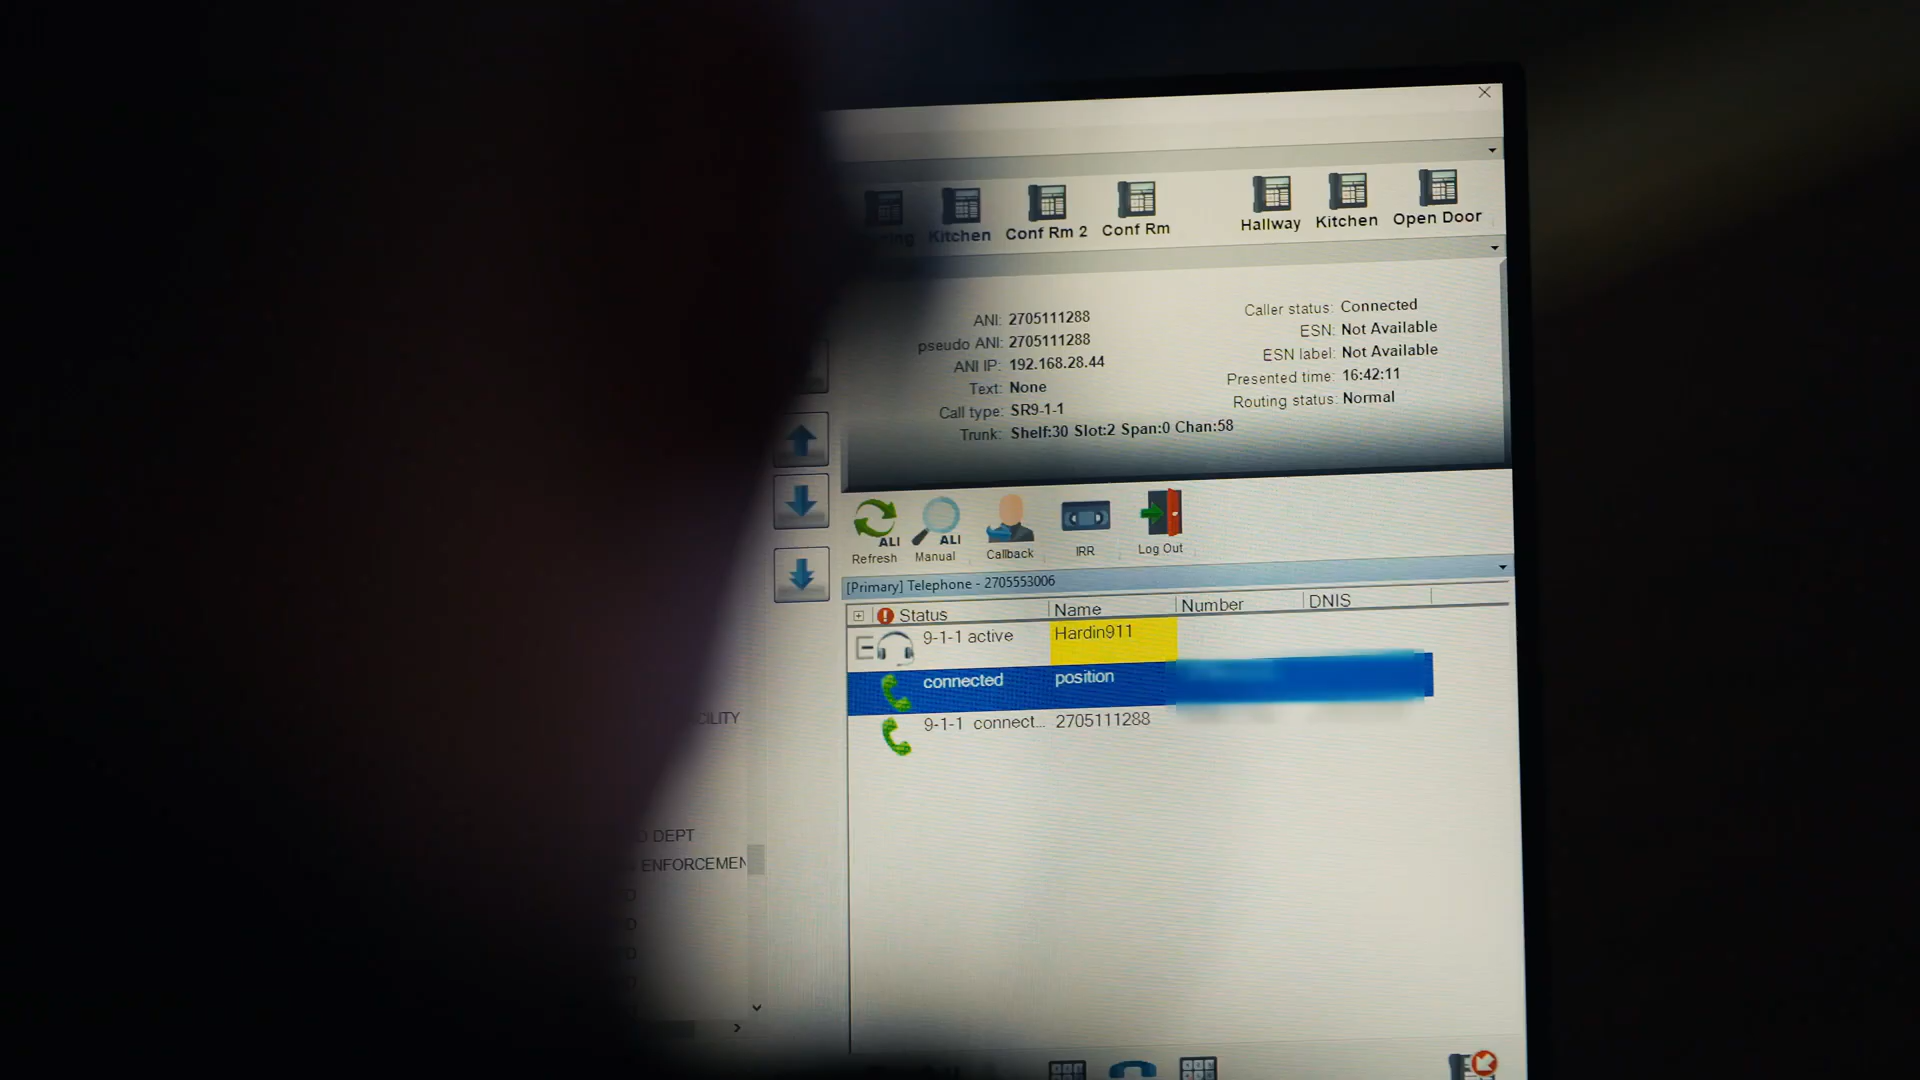 Kitchen Conf Rm 2 Conf Rm Hallway Kitchen Open Door
ANI: 2705111288
pseudo ANI: 2705111288
ANI IP: 192.168.28.44
Text: None
Call type: SR9-1-1
Trunk: Shelf:30 Slot:2 Span:0 Chan:58
Caller status: Connected
ESN: Not Available
ESN label: Not Available
Presented time: 16:42:11
Routing status: Normal
ALI Refresh
ALI Manual
Callback
IRR
Log Out
[Primary] Telephone - 2705553006
Status Name Number DNIS
9-1-1 active Hardin911
connected position
9-1-1 connect... 2705111288
DEPT